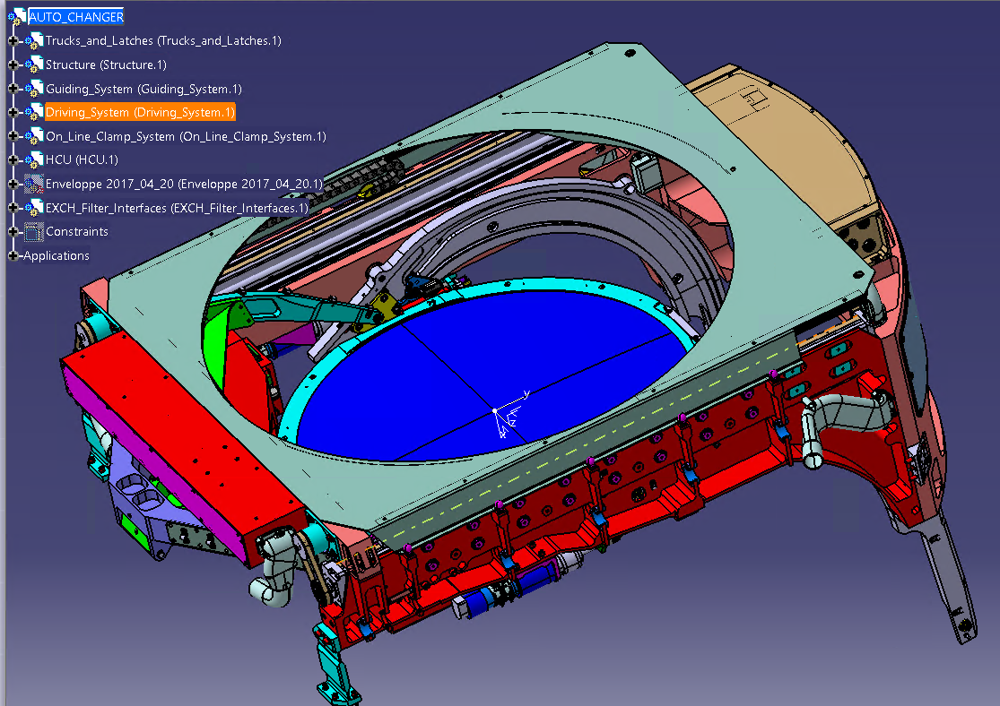 AUTO_CHANGER
Trucks_and_Latches (Trucks_and_Latches.1)
Structure (Structure.1)
Guiding_System (Guiding_System.1)
Driving_System (Driving_System.1)
On_Line_Clamp_System (On_Line_Clamp_System.1)
HCU (HCU.1)
Enveloppe 2017_04_20 (Enveloppe 2017_04_20.1)
EXCH_Filter_Interfaces (EXCH_Filter_Interfaces.1)
Constraints
Applications
y
z